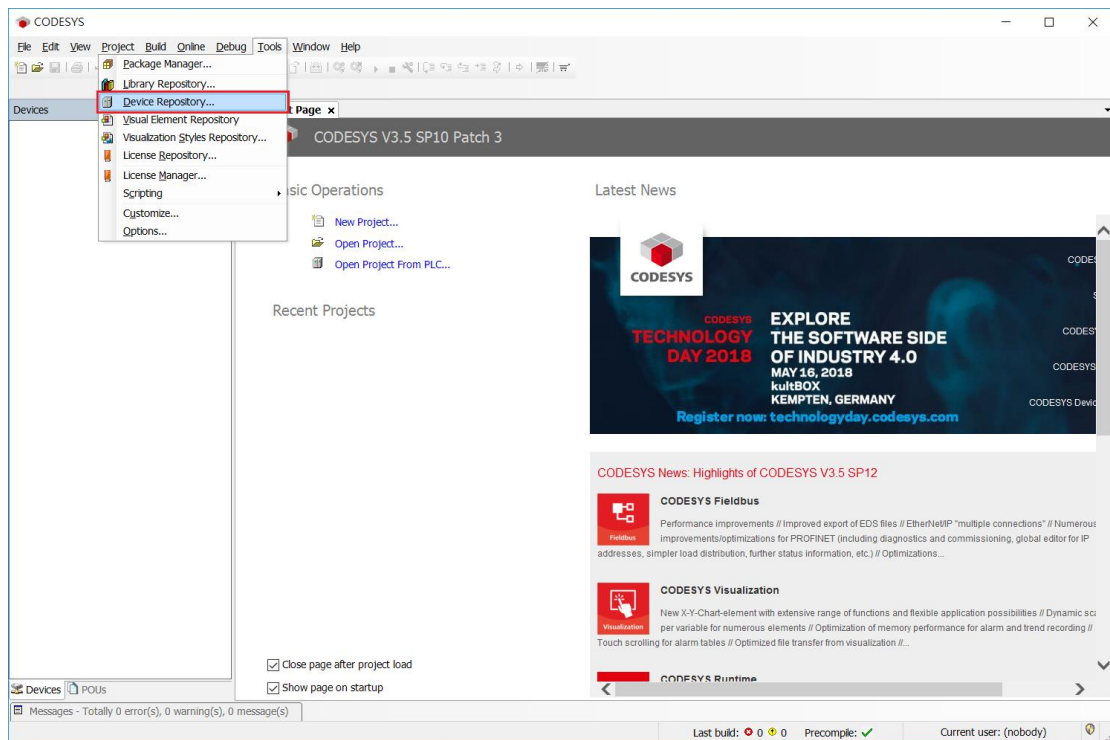 CODESYS
File Edit View Project Build Online Debug Tools Window Help
Package Manager...
Library Repository...
Device Repository...
Visual Element Repository
Visualization Styles Repository...
License Repository...
License Manager...
Scripting
Customize...
Options...
Devices
Page
CODESYS V3.5 SP10 Patch 3
sic Operations
New Project...
Open Project...
Open Project From PLC...
Recent Projects
Close page after project load
Show page on startup
Latest News
CODESYS
CODESYS
TECHNOLOGY
DAY 2018
EXPLORE
THE SOFTWARE SIDE
OF INDUSTRY 4.0
MAY 16, 2018
kultBOX
KEMPTEN, GERMANY
Register now: technologyday.codesys.com
CODES
S
CODESY
CODESYS
CODESYS Devic
CODESYS News: Highlights of CODESYS V3.5 SP12
Fieldbus
CODESYS Fieldbus
Performance improvements // Improved export of EDS files // EtherNet/IP "multiple connections" // Numerous
improvements/optimizations for PROFINET (including diagnostics and commissioning, global editor for IP
addresses, simpler load distribution, further status information, etc.) // Optimizations...
Visualization
CODESYS Visualization
New X-Y-Chart-element with extensive range of functions and flexible application possibilities // Dynamic sca
per variable for numerous elements // Optimization of memory performance for alarm and trend recording //
Touch scrolling for alarm tables // Optimized file transfer from visualization //...
CODESYS Runtime
Devices POUs
Messages - Totally 0 error(s), 0 warning(s), 0 message(s)
Last build: 0 0 Precompile: Current user: (nobody)